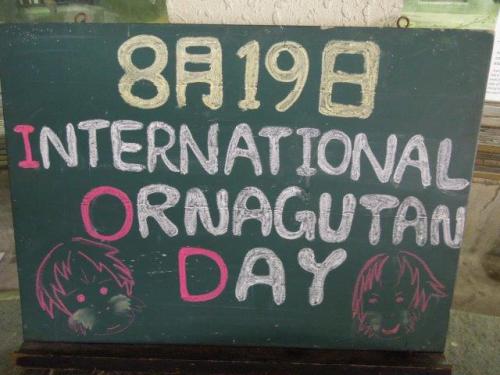 8月19日
INTERNATIONAL
ORNAGUTAN
DAY